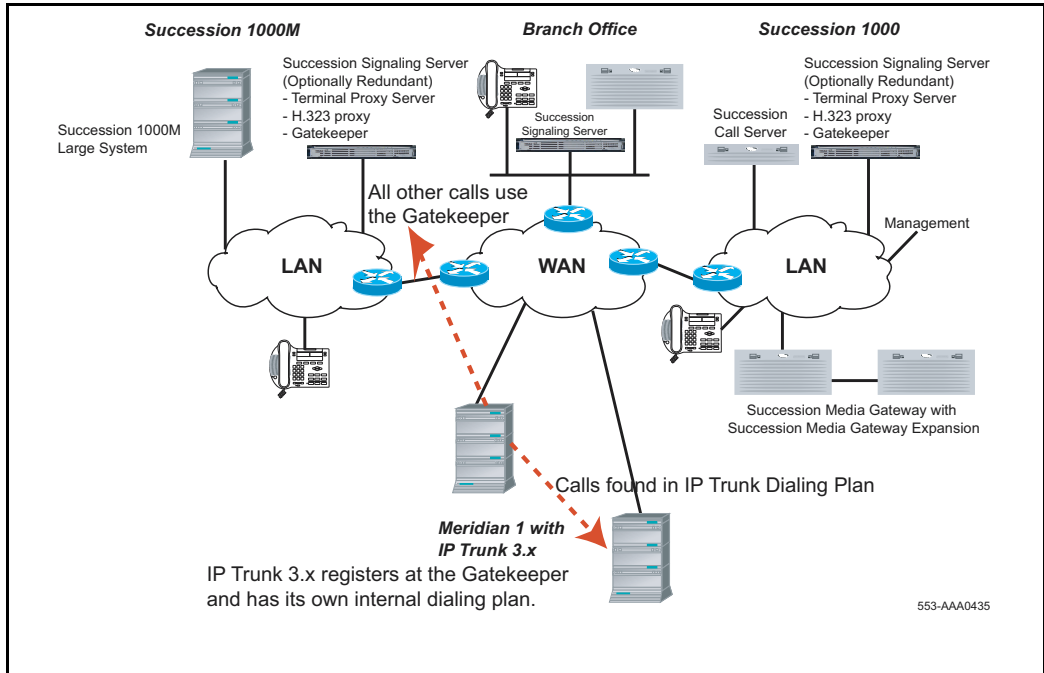 Succession 1000M
Branch Office
Succession 1000
Succession Signaling Server
(Optionally Redundant)
- Terminal Proxy Server
- H.323 proxy
- Gatekeeper
Succession 1000M
Large System
Succession
Signaling Server
Succession
Call Server
Succession Signaling Server
(Optionally Redundant)
- Terminal Proxy Server
- H.323 proxy
- Gatekeeper
All other calls use
the Gatekeeper
Management
LAN
WAN
LAN
Succession Media Gateway with
Succession Media Gateway Expansion
Calls found in IP Trunk Dialing Plan
Meridian 1 with
IP Trunk 3.x
IP Trunk 3.x registers at the Gatekeeper
and has its own internal dialing plan.
553-AAA0435